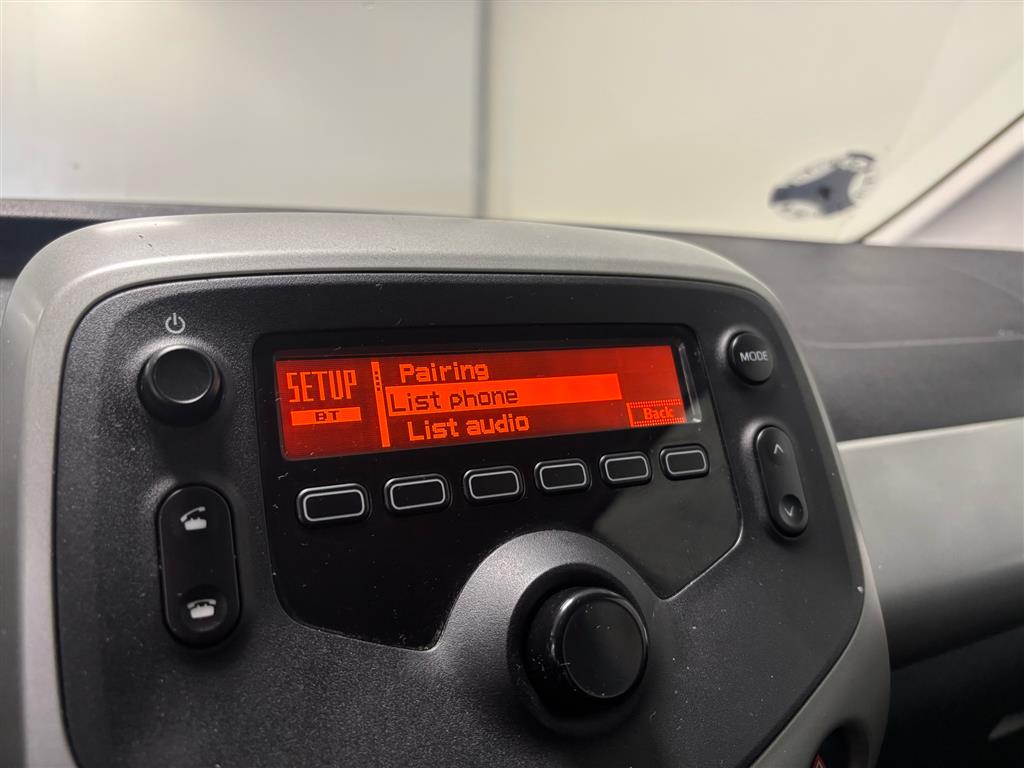 SETUP
BT
Pairing
List phone
List audio
Back
MODE